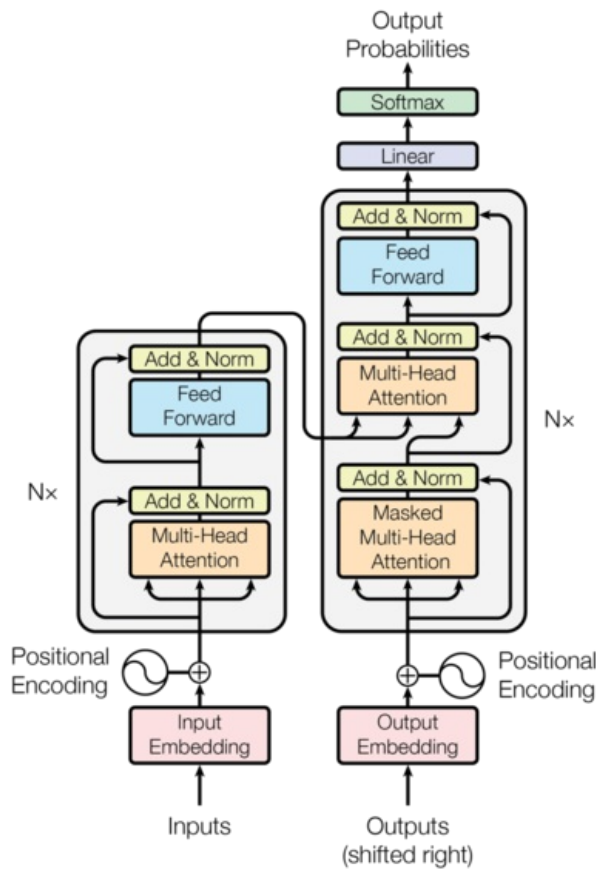 Output
Probabilities
Softmax
Linear
Add & Norm
Feed
Forward
Add & Norm
Multi-Head
Attention
Add & Norm
Masked
Multi-Head
Attention
N×
Positional
Encoding
Output
Embedding
Outputs
(shifted right)
Add & Norm
Feed
Forward
Add & Norm
Multi-Head
Attention
N×
Positional
Encoding
Input
Embedding
Inputs